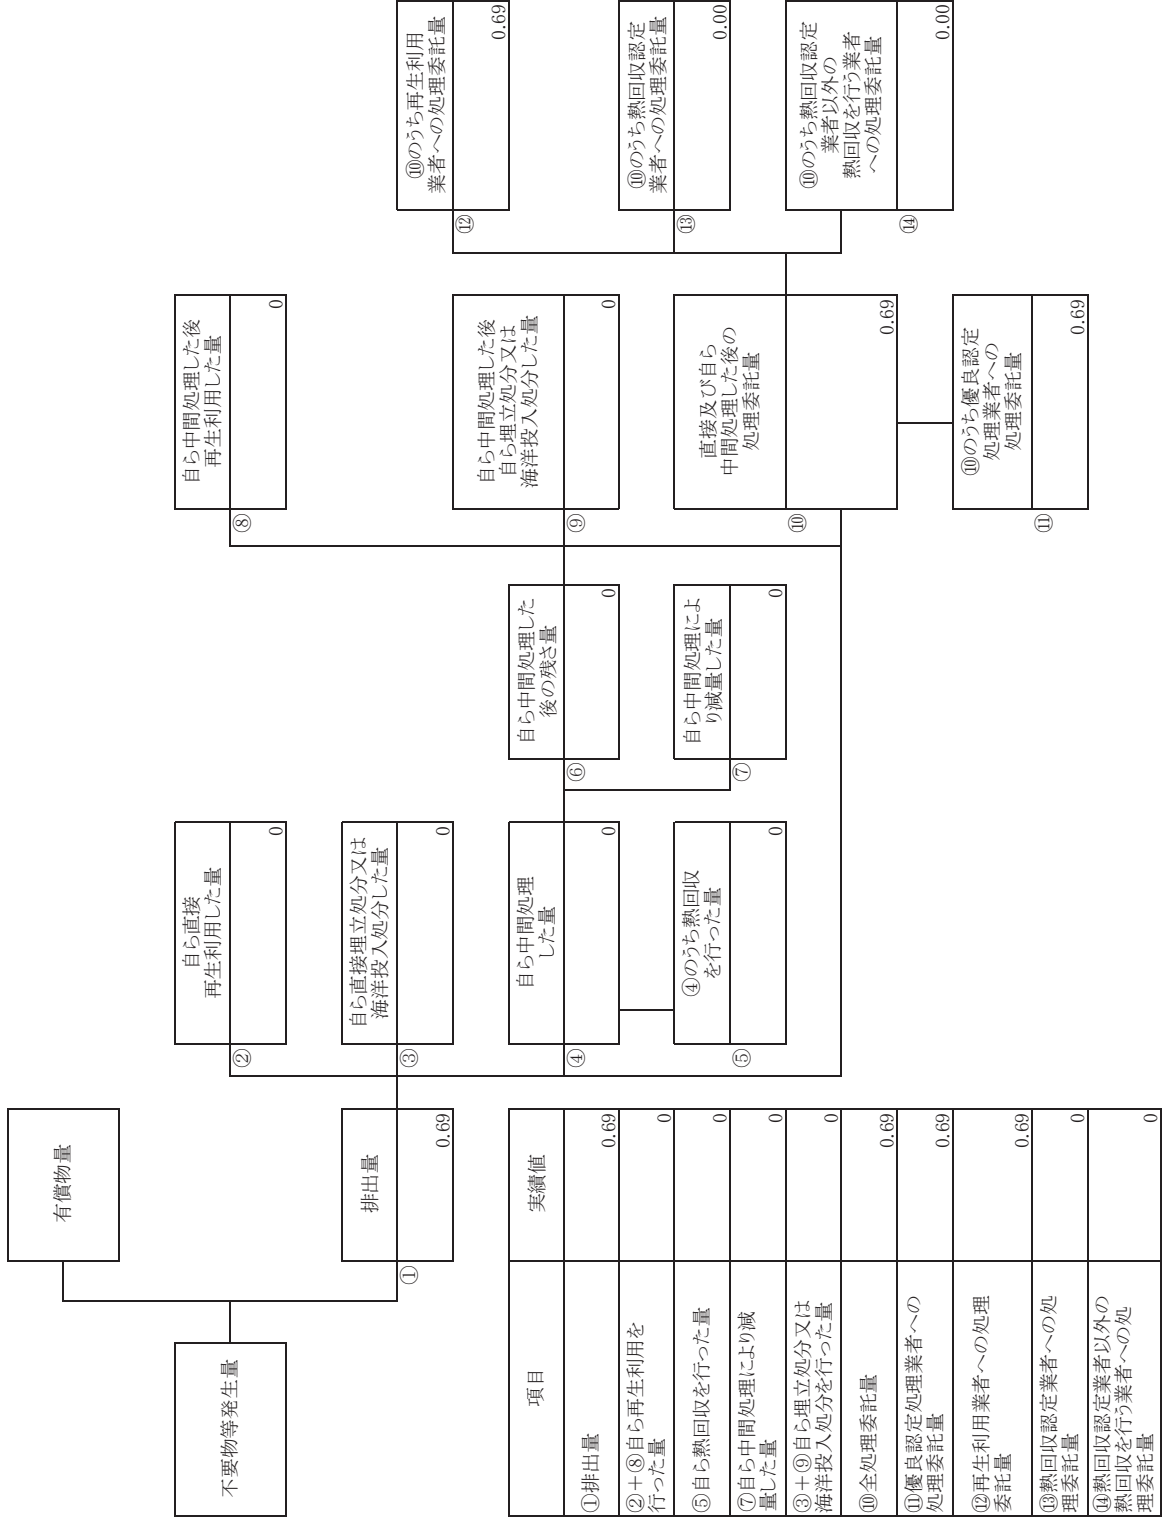 不要物等発生量
有償物量
①
排出量
0.69
②
自ら直接
再生利用した量
0
③
自ら直接埋立処分又は
海洋投入処分した量
0
④
自ら中間処理
した量
0
⑤
④のうち熱回収
を行った量
0
⑥
自ら中間処理した
後の残さ量
0
⑦
自ら中間処理によ
り減量した量
0
⑧
自ら中間処理した後
再生利用した量
0
⑨
自ら中間処理した後
自ら埋立処分又は
海洋投入処分した量
0
⑩
直接及び自ら
中間処理した後の
処理委託量
0.69
⑪
⑩のうち優良認定
処理業者への
処理委託量
0.69
⑫
⑩のうち再生利用
業者への処理委託量
0.69
⑬
⑩のうち熱回収認定
業者への処理委託量
0.00
⑭
⑩のうち熱回収認定
業者以外の
熱回収を行う業者
への処理委託量
0.00
項目 実績値
①排出量 0.69
②+⑧自ら再生利用を
行った量 0
⑤自ら熱回収を行った量 0
⑦自ら中間処理により減
量した量 0
③+⑨自ら埋立処分又は
海洋投入処分を行った量 0
⑩全処理委託量 0.69
⑪優良認定処理業者への
処理委託量 0.69
⑫再生利用業者への処理
委託量 0.69
⑬熱回収認定業者への処
理委託量 0
⑭熱回収認定業者以外の
熱回収を行う業者への処
理委託量 0